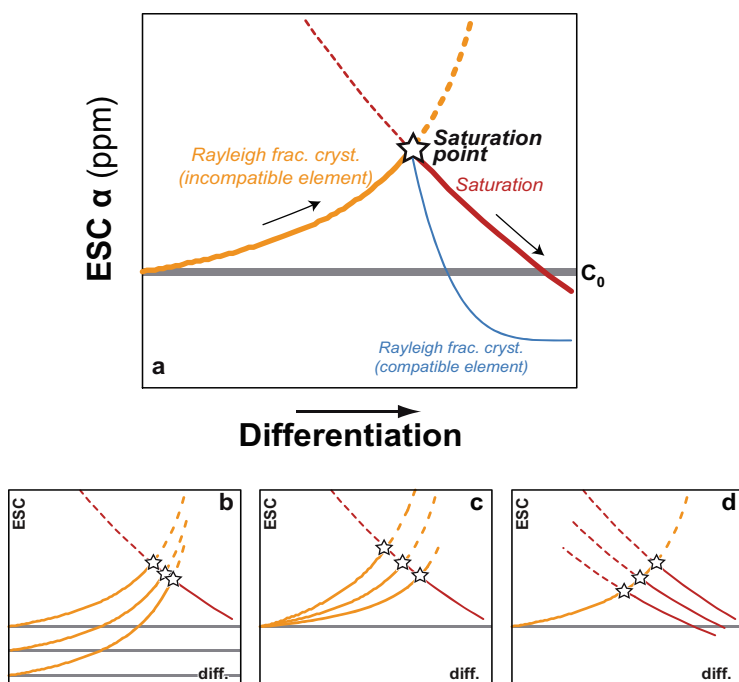 ESC α (ppm)
Rayleigh frac. cryst.
(incompatible element)
Saturation
point
Saturation
C₀
Rayleigh frac. cryst.
(compatible element)
a
Differentiation
ESC
b
diff.
ESC
c
diff.
ESC
d
diff.